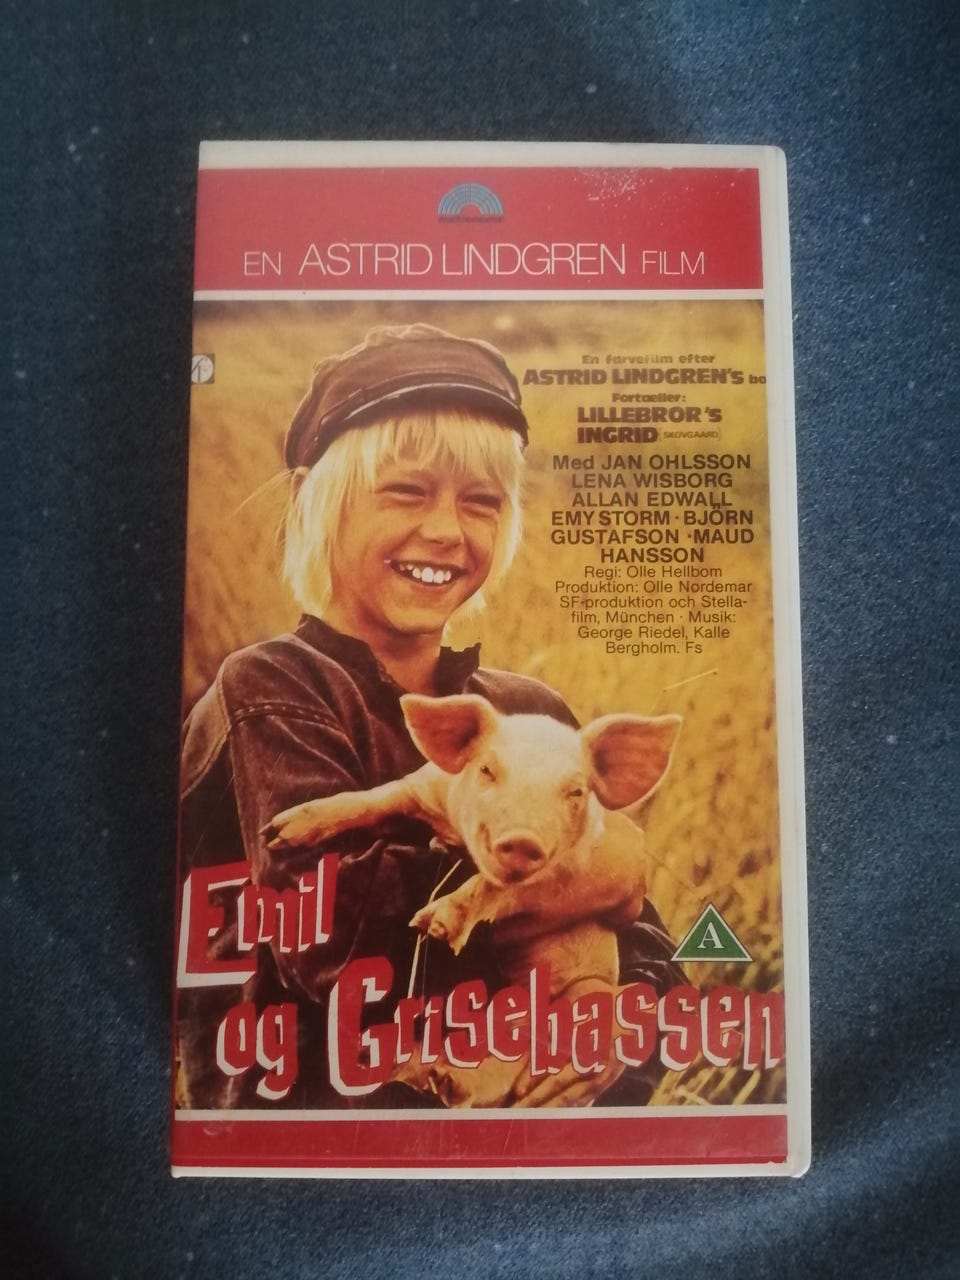 metronome
EN ASTRID LINDGREN FILM
En farvefilm efter
ASTRID LINDGREN'S bo
Fortæller:
LILLEBROR'S
INGRID (SKOVGAARD)
Med JAN OHLSSON
LENA WISBORG
ALLAN EDWALL
EMY STORM · BJÖRN
GUSTAFSON · MAUD
HANSSON
Regi: Olle Hellbom
Produktion: Olle Nordemar
SF-produktion och Stella-
film, München · Musik:
George Riedel, Kalle
Bergholm. Fs
A
Emil
og Grisebassen